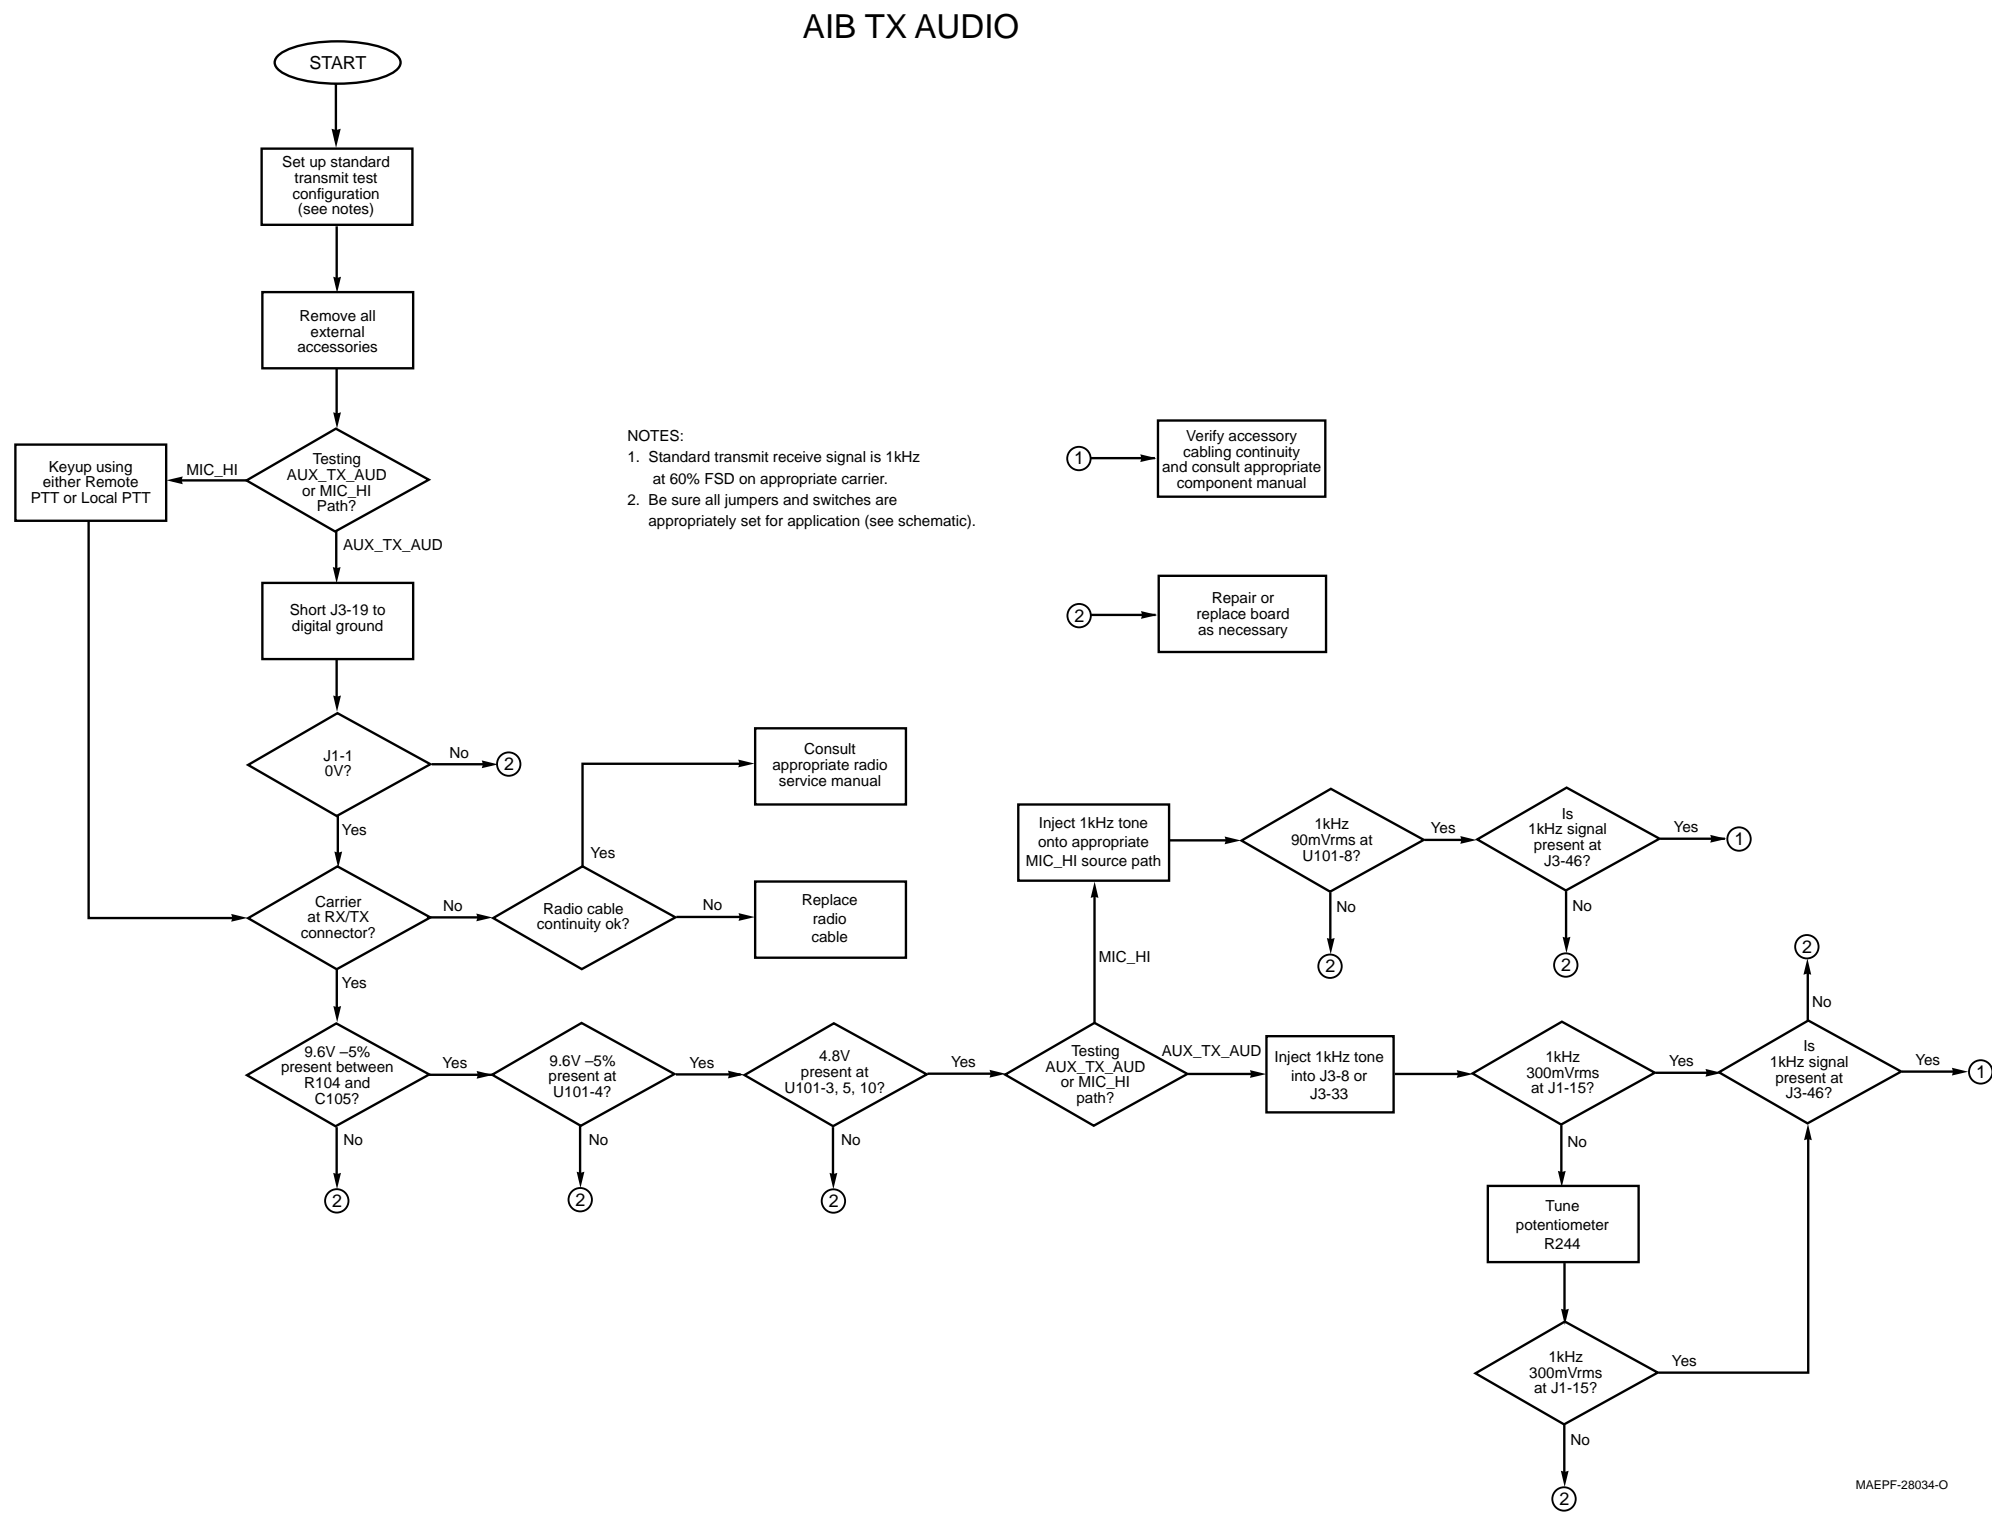 AIB TX AUDIO
START
Set up standard
transmit test
configuration
(see notes)
Remove all
external
accessories
Testing
AUX_TX_AUD
or MIC_HI
Path?
MIC_HI
Keyup using
either Remote
PTT or Local PTT
AUX_TX_AUD
Short J3-19 to
digital ground
J1-1
0V?
No
2
Yes
Carrier
at RX/TX
connector?
No
Radio cable
continuity ok?
Yes
Consult
appropriate radio
service manual
No
Replace
radio
cable
Yes
9.6V –5%
present between
R104 and
C105?
No
2
Yes
9.6V –5%
present at
U101-4?
No
2
Yes
4.8V
present at
U101-3, 5, 10?
No
2
Yes
Testing
AUX_TX_AUD
or MIC_HI
path?
MIC_HI
Inject 1kHz tone
onto appropriate
MIC_HI source path
1kHz
90mVrms at
U101-8?
No
2
Yes
Is
1kHz signal
present at
J3-46?
No
2
Yes
1
AUX_TX_AUD
Inject 1kHz tone
into J3-8 or
J3-33
1kHz
300mVrms
at J1-15?
Yes
Is
1kHz signal
present at
J3-46?
No
2
Yes
1
No
Tune
potentiometer
R244
1kHz
300mVrms
at J1-15?
Yes
No
2
NOTES:
1. Standard transmit receive signal is 1kHz
at 60% FSD on appropriate carrier.
2. Be sure all jumpers and switches are
appropriately set for application (see schematic).
1
Verify accessory
cabling continuity
and consult appropriate
component manual
2
Repair or
replace board
as necessary
MAEPF-28034-O